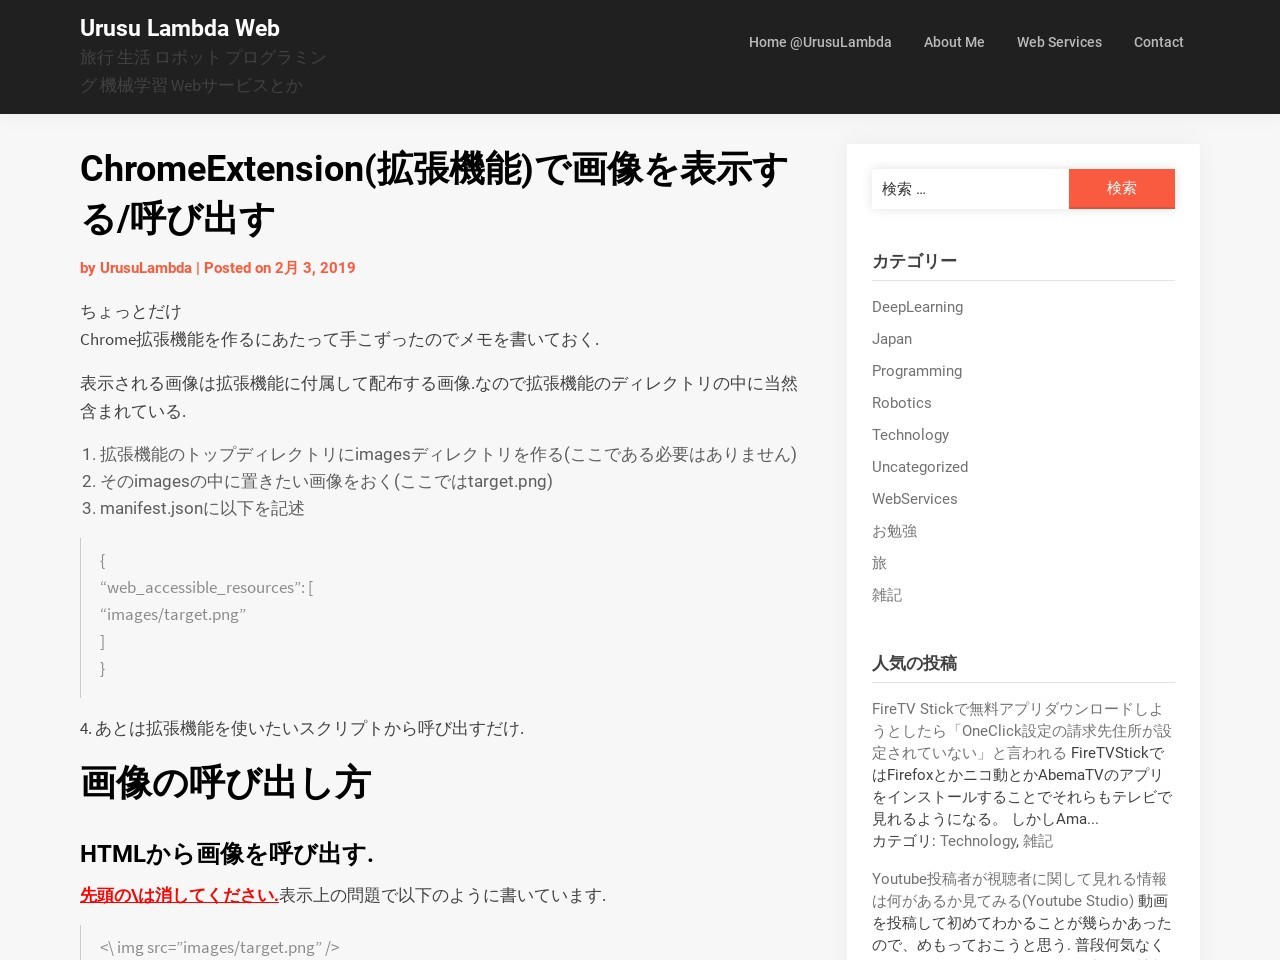 Urusu Lambda Web
旅行 生活 ロボット プログラミン
グ 機械学習 Webサービスとか
Home @UrusuLambda
About Me
Web Services
Contact
ChromeExtension(拡張機能)で画像を表示す
る/呼び出す
by UrusuLambda | Posted on 2月 3, 2019
ちょっとだけ
Chrome拡張機能を作るにあたって手こずったのでメモを書いておく.
表示される画像は拡張機能に付属して配布する画像.なので拡張機能のディレクトリの中に当然
含まれている.
1. 拡張機能のトップディレクトリにimagesディレクトリを作る(ここである必要はありません)
2. そのimagesの中に置きたい画像をおく(ここではtarget.png)
3. manifest.jsonに以下を記述
{
“web_accessible_resources”: [
“images/target.png”
]
}
4. あとは拡張機能を使いたいスクリプトから呼び出すだけ.
画像の呼び出し方
HTMLから画像を呼び出す.
先頭の\は消してください.表示上の問題で以下のように書いています.
<\ img src=”images/target.png” />
検索 …
検索
カテゴリー
DeepLearning
Japan
Programming
Robotics
Technology
Uncategorized
WebServices
お勉強
旅
雑記
人気の投稿
FireTV Stickで無料アプリダウンロードしよ
うとしたら「OneClick設定の請求先住所が設
定されていない」と言われる FireTVStickで
はFirefoxとかニコ動とかAbemaTVのアプリ
をインストールすることでそれらもテレビで
見れるようになる。 しかしAma...
カテゴリ: Technology, 雑記
Youtube投稿者が視聴者に関して見れる情報
は何があるか見てみる(Youtube Studio) 動画
を投稿して初めてわかることが幾らかあった
ので、めもっておこうと思う. 普段何気なく